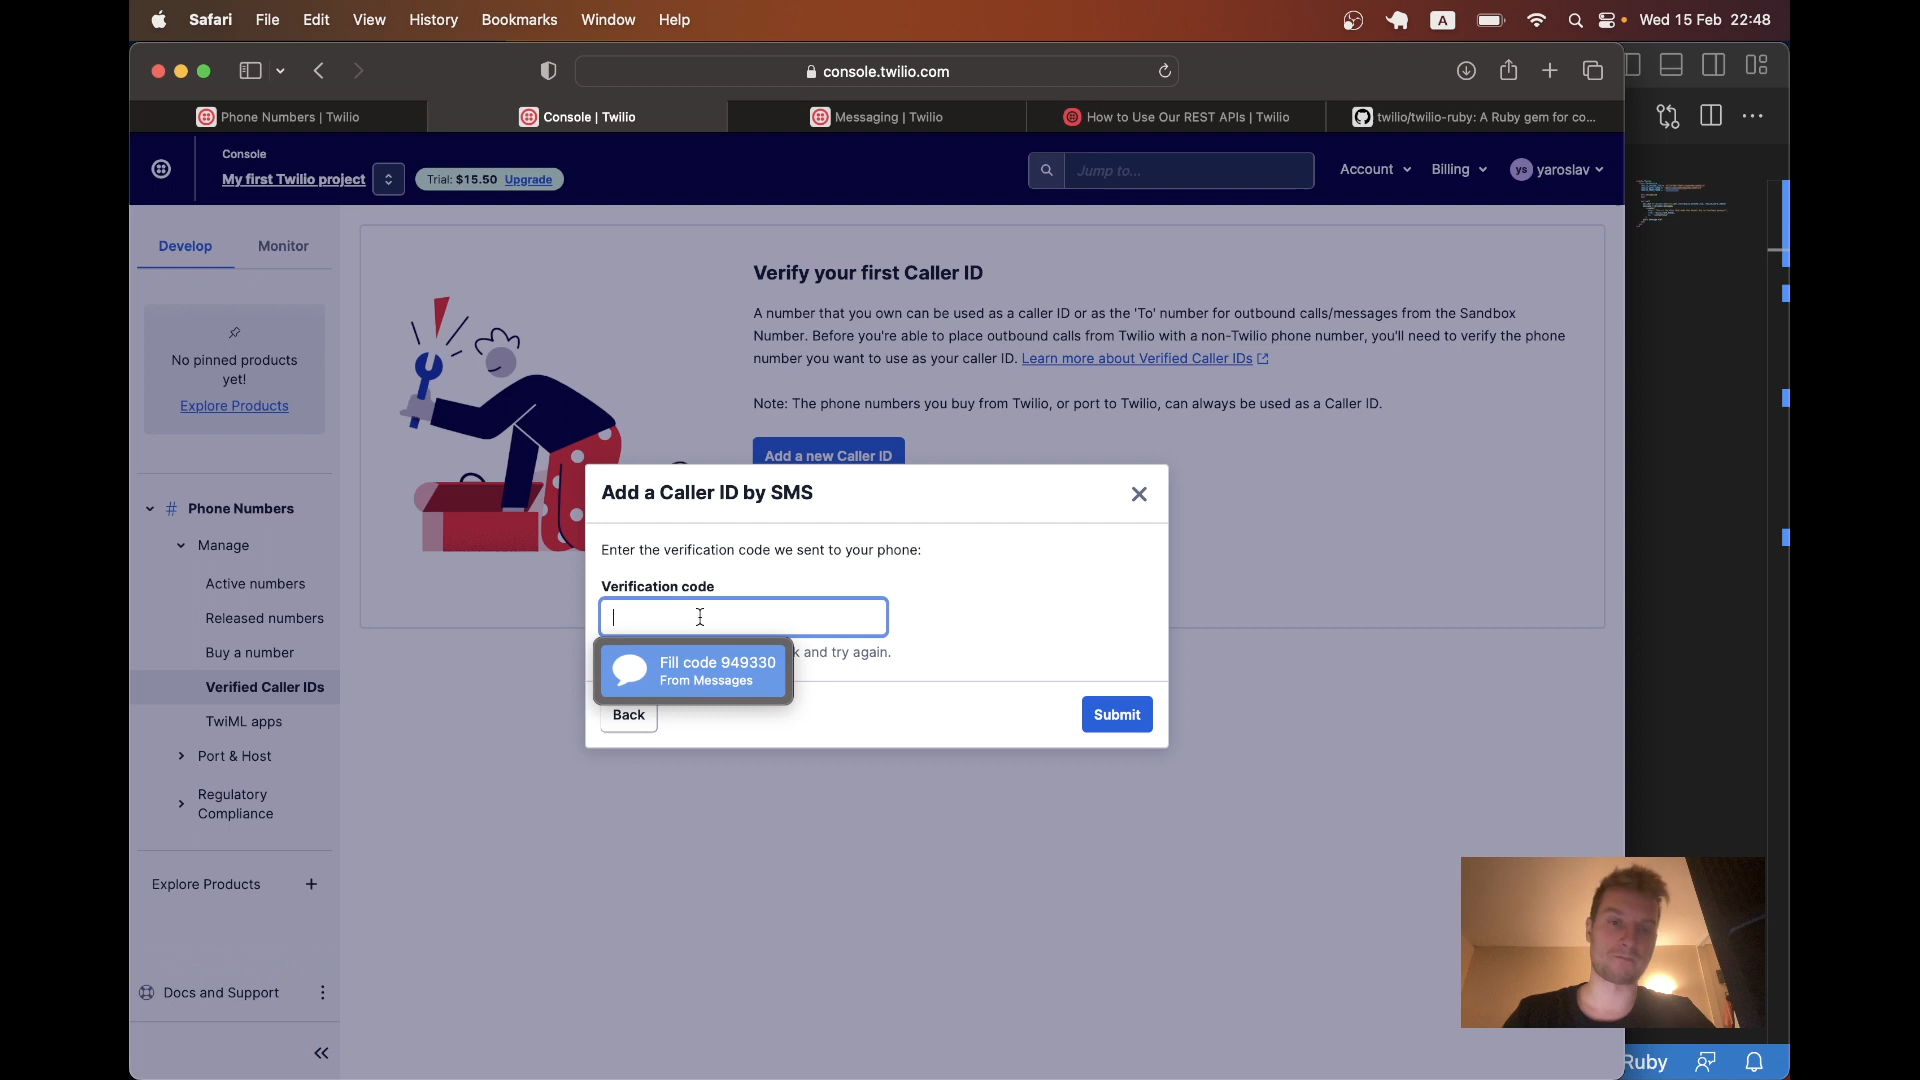 Safari File Edit View History Bookmarks Window Help
A
Wed 15 Feb 22:48
console.twilio.com
Phone Numbers | Twilio
Console | Twilio
Messaging | Twilio
How to Use Our REST APIs | Twilio
twilio/twilio-ruby: A Ruby gem for co...
Console
My first Twilio project
Trial: $15.50 Upgrade
Jump to...
Account
Billing
ys yaroslav
Develop
Monitor
No pinned products
yet!
Explore Products
# Phone Numbers
Manage
Active numbers
Released numbers
Buy a number
Verified Caller IDs
TwiML apps
Port & Host
Regulatory
Compliance
Explore Products +
Docs and Support
Verify your first Caller ID
A number that you own can be used as a caller ID or as the 'To' number for outbound calls/messages from the Sandbox
Number. Before you're able to place outbound calls from Twilio with a non-Twilio phone number, you'll need to verify the phone
number you want to use as your caller ID. Learn more about Verified Caller IDs
Note: The phone numbers you buy from Twilio, or port to Twilio, can always be used as a Caller ID.
Add a new Caller ID
Add a Caller ID by SMS
Enter the verification code we sent to your phone:
Verification code
k and try again.
Fill code 949330
From Messages
Back
Submit
Ruby